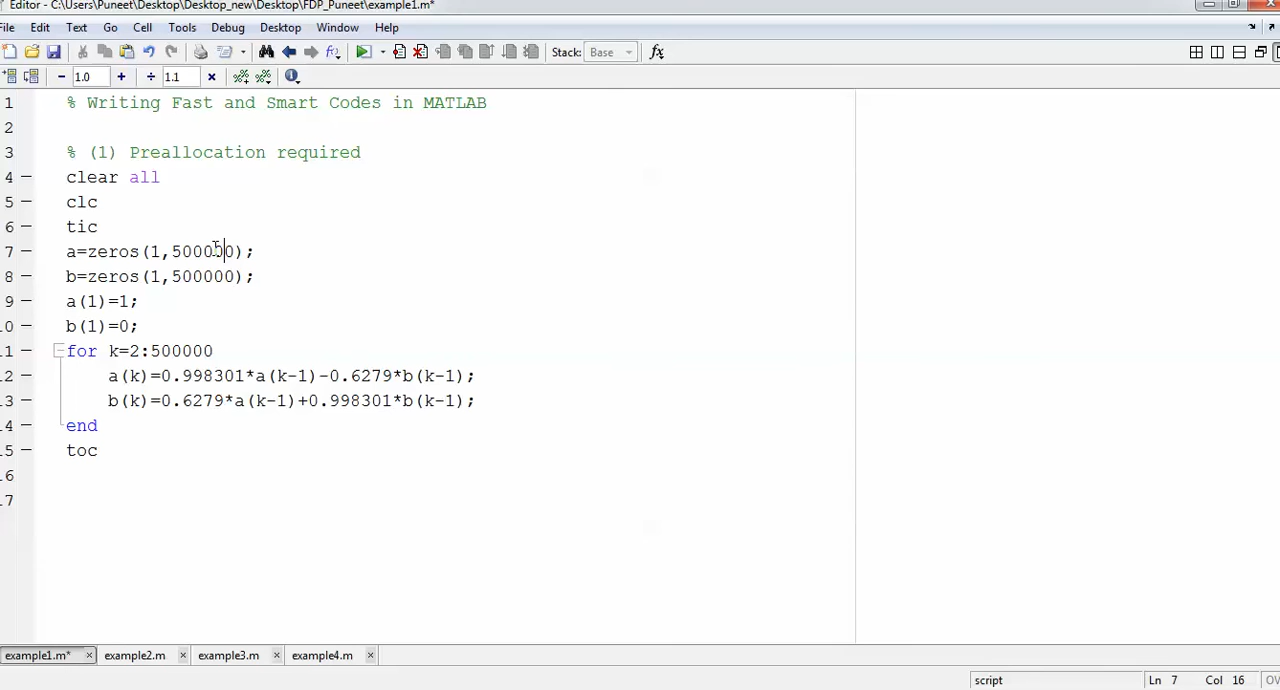 Editor - C:\Users\Puneet\Desktop\Desktop_new\Desktop\FDP_Puneet\example1.m*
File Edit Text Go Cell Tools Debug Desktop Window Help
Stack: Base fx
− 1.0 + ÷ 1.1 ×
1 % Writing Fast and Smart Codes in MATLAB
2
3 % (1) Preallocation required
4 – clear all
5 – clc
6 – tic
7 – a=zeros(1,500000);
8 – b=zeros(1,500000);
9 – a(1)=1;
10 – b(1)=0;
11 – for k=2:500000
12 – a(k)=0.998301*a(k-1)-0.6279*b(k-1);
13 – b(k)=0.6279*a(k-1)+0.998301*b(k-1);
14 – end
15 – toc
16
17
example1.m* × example2.m × example3.m × example4.m ×
script Ln 7 Col 16 OV